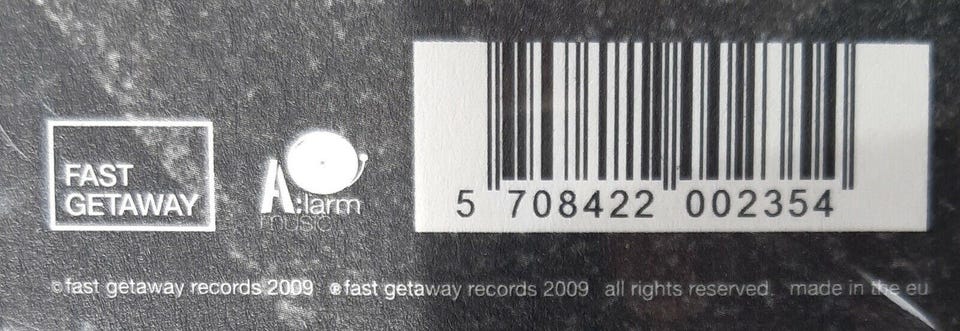 FAST
GETAWAY
A:larm
music
5 708422 002354
©fast getaway records 2009 ℗fast getaway records 2009 all rights reserved. made in the eu